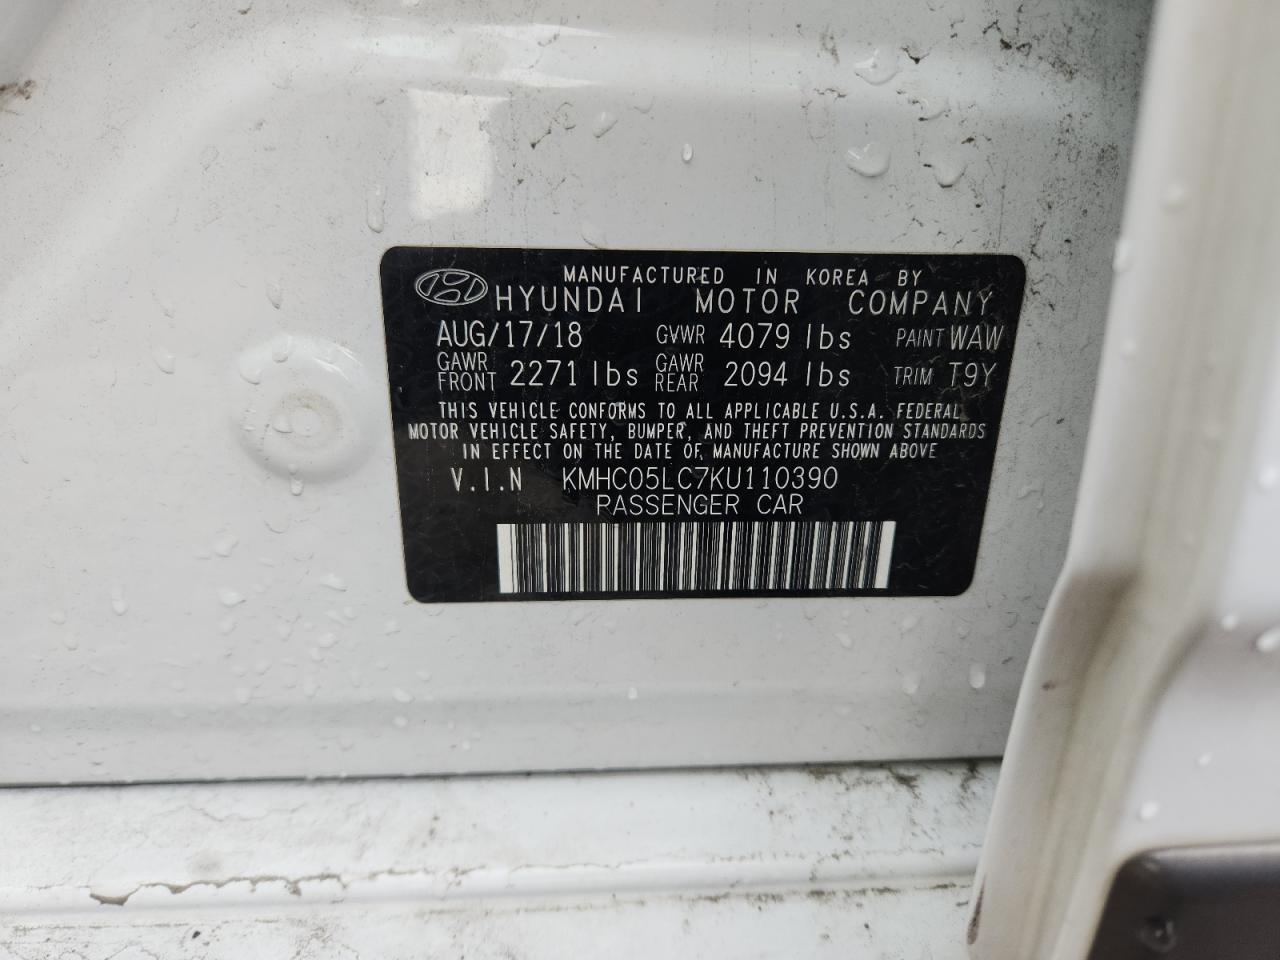 MANUFACTURED IN KOREA BY
HYUNDAI MOTOR COMPANY
AUG/17/18 GVWR 4079 lbs PAINT WAW
GAWR FRONT 2271 lbs GAWR REAR 2094 lbs TRIM T9Y
THIS VEHICLE CONFORMS TO ALL APPLICABLE U.S.A. FEDERAL
MOTOR VEHICLE SAFETY, BUMPER, AND THEFT PREVENTION STANDARDS
IN EFFECT ON THE DATE OF MANUFACTURE SHOWN ABOVE
V.I.N KMHC05LC7KU110390
PASSENGER CAR